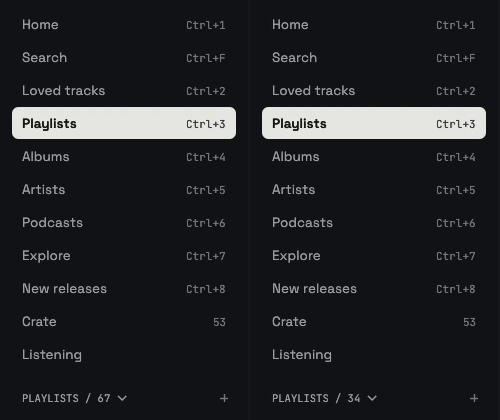 Home Ctrl+1
Search Ctrl+F
Loved tracks Ctrl+2
Playlists Ctrl+3
Albums Ctrl+4
Artists Ctrl+5
Podcasts Ctrl+6
Explore Ctrl+7
New releases Ctrl+8
Crate 53
Listening
PLAYLISTS / 67 +
Home Ctrl+1
Search Ctrl+F
Loved tracks Ctrl+2
Playlists Ctrl+3
Albums Ctrl+4
Artists Ctrl+5
Podcasts Ctrl+6
Explore Ctrl+7
New releases Ctrl+8
Crate 53
Listening
PLAYLISTS / 34 +